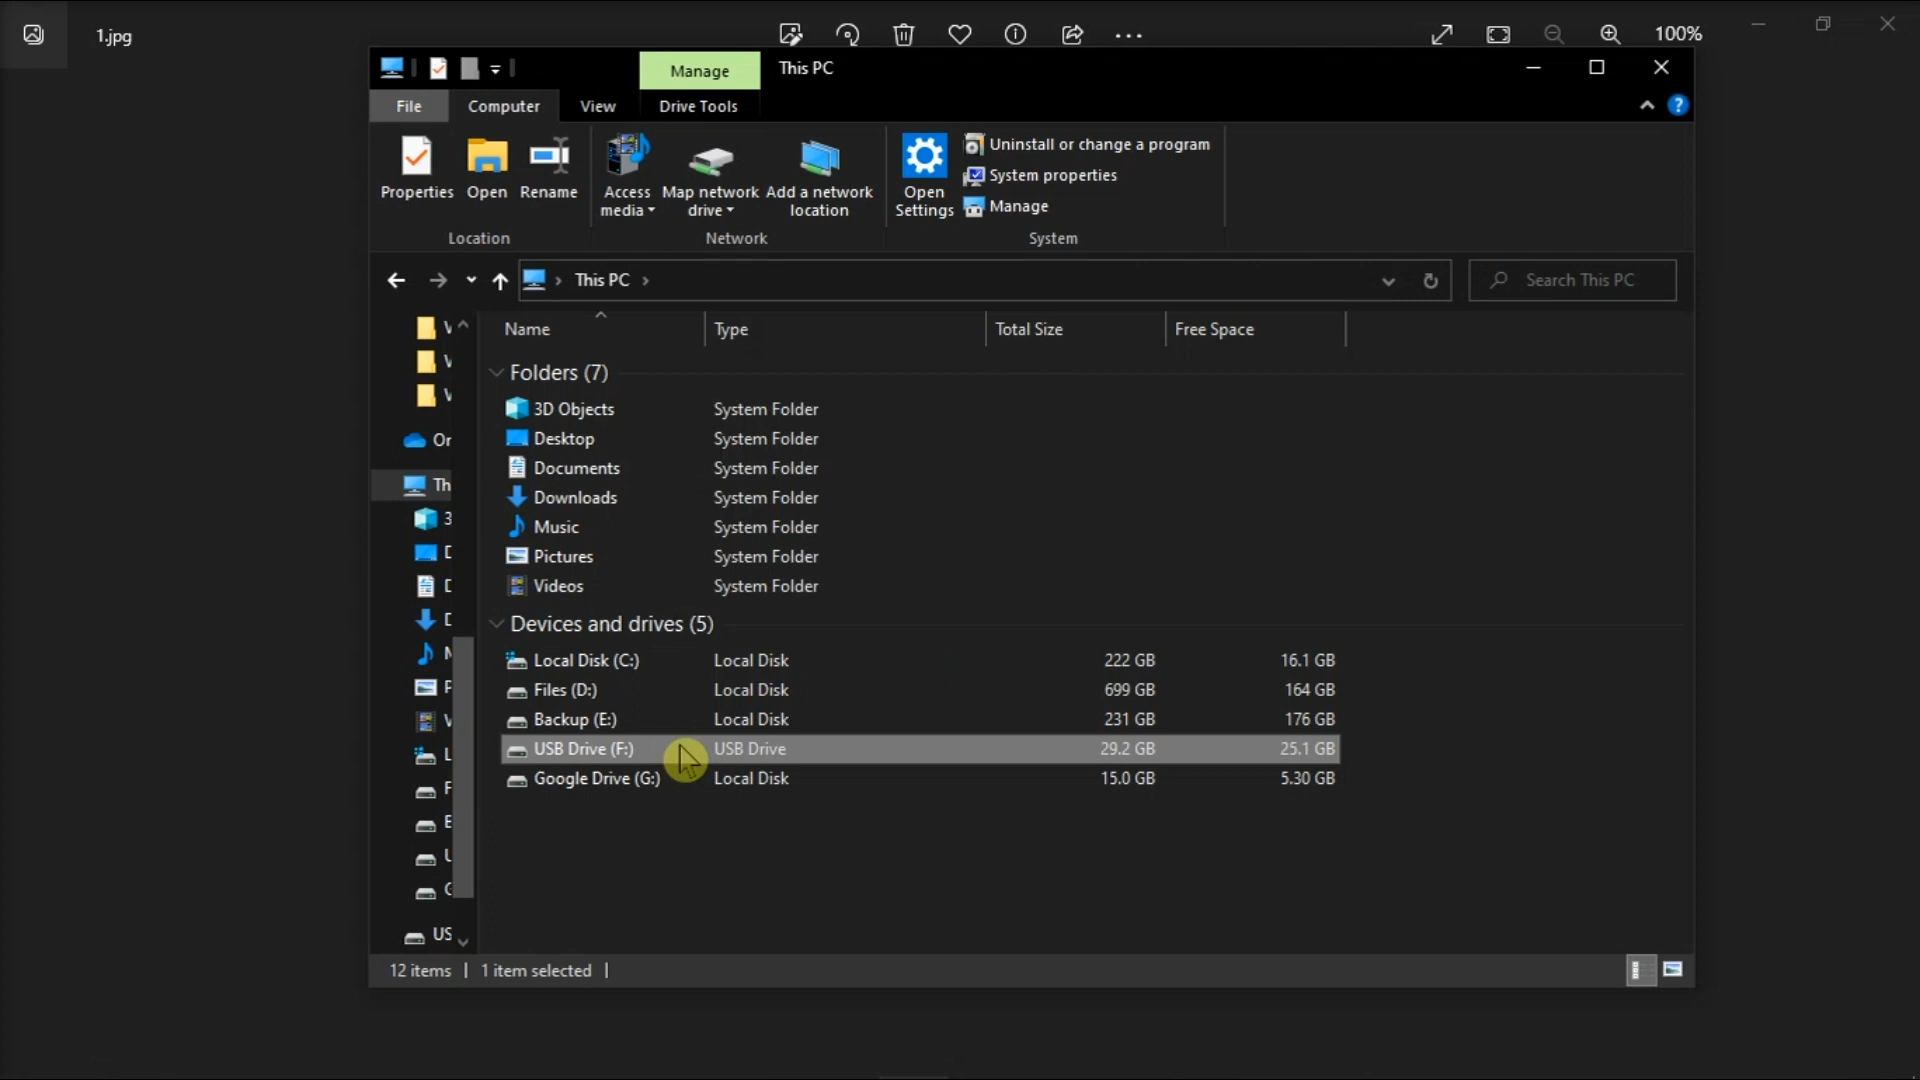 1.jpg
100%
Manage
This PC
File
Computer
View
Drive Tools
?
Properties
Open
Rename
Access media
Map network drive
Add a network location
Open Settings
Uninstall or change a program
System properties
Manage
Location
Network
System
This PC
Search This PC
Name
Type
Total Size
Free Space
Folders (7)
3D Objects System Folder
Desktop System Folder
Documents System Folder
Downloads System Folder
Music System Folder
Pictures System Folder
Videos System Folder
Devices and drives (5)
Local Disk (C:) Local Disk 222 GB 16.1 GB
Files (D:) Local Disk 699 GB 164 GB
Backup (E:) Local Disk 231 GB 176 GB
USB Drive (F:) USB Drive 29.2 GB 25.1 GB
Google Drive (G:) Local Disk 15.0 GB 5.30 GB
Or
Th
3
US
12 items
1 item selected